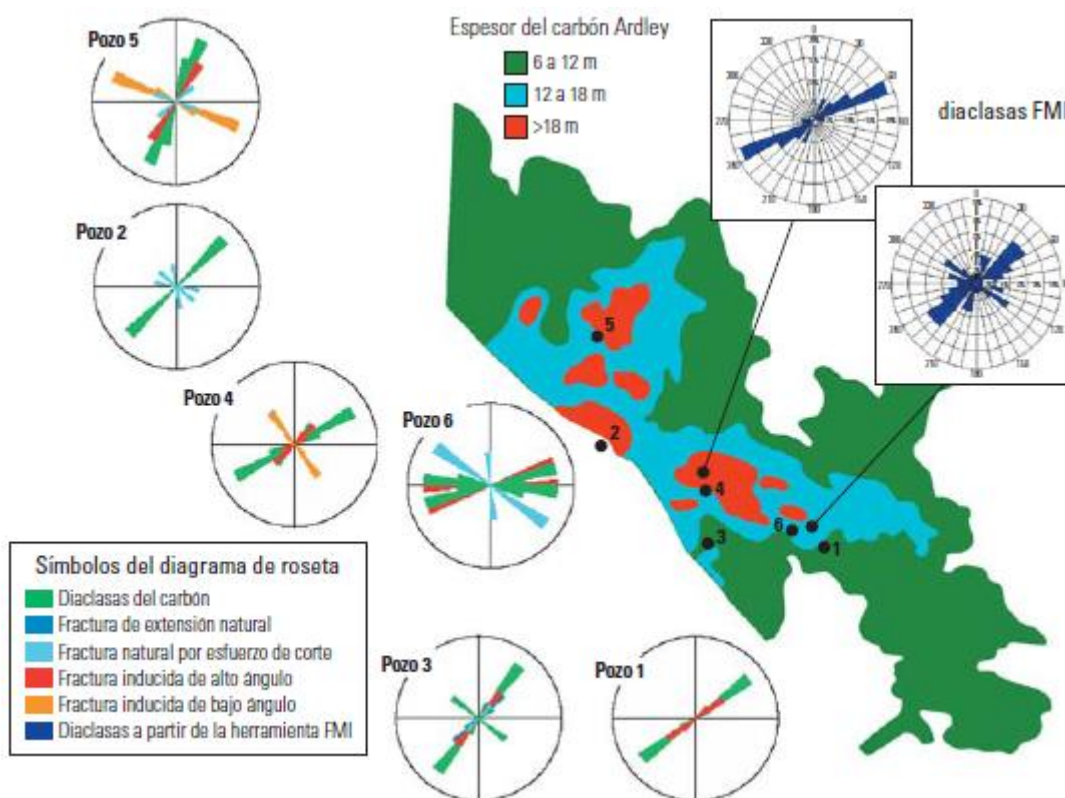 Pozo 5
Espesor del carbón Ardley
6 a 12 m
12 a 18 m
>18 m
diaclasas FMI
Pozo 2
Pozo 4
Pozo 6
5
2
4
3
6
1
Símbolos del diagrama de roseta
Diaclasas del carbón
Fractura de extensión natural
Fractura natural por esfuerzo de corte
Fractura inducida de alto ángulo
Fractura inducida de bajo ángulo
Diaclasas a partir de la herramienta FMI
Pozo 3
Pozo 1